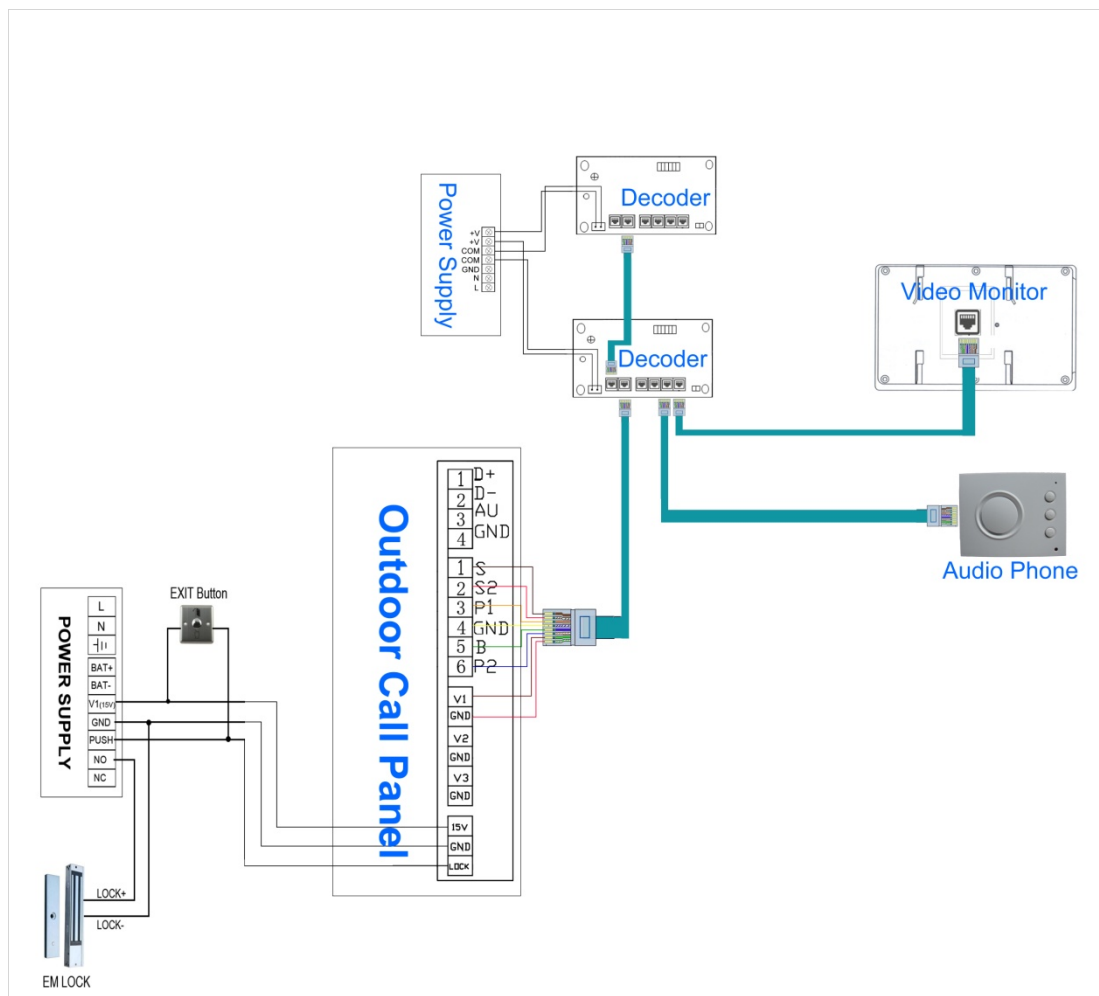 Decoder
Power Supply
+V
+V
COM
COM
GND
N
L
Decoder
Video Monitor
Outdoor Call Panel
1 D+
2 D-
3 AU
4 GND
1 S
2 S2
3 P1
4 GND
5 B
6 P2
V1
GND
V2
GND
V3
GND
15V
GND
LOCK
Audio Phone
EXIT Button
POWER SUPPLY
L
N
BAT+
BAT-
V1(15V)
GND
PUSH
NO
NC
LOCK+
LOCK-
EM LOCK